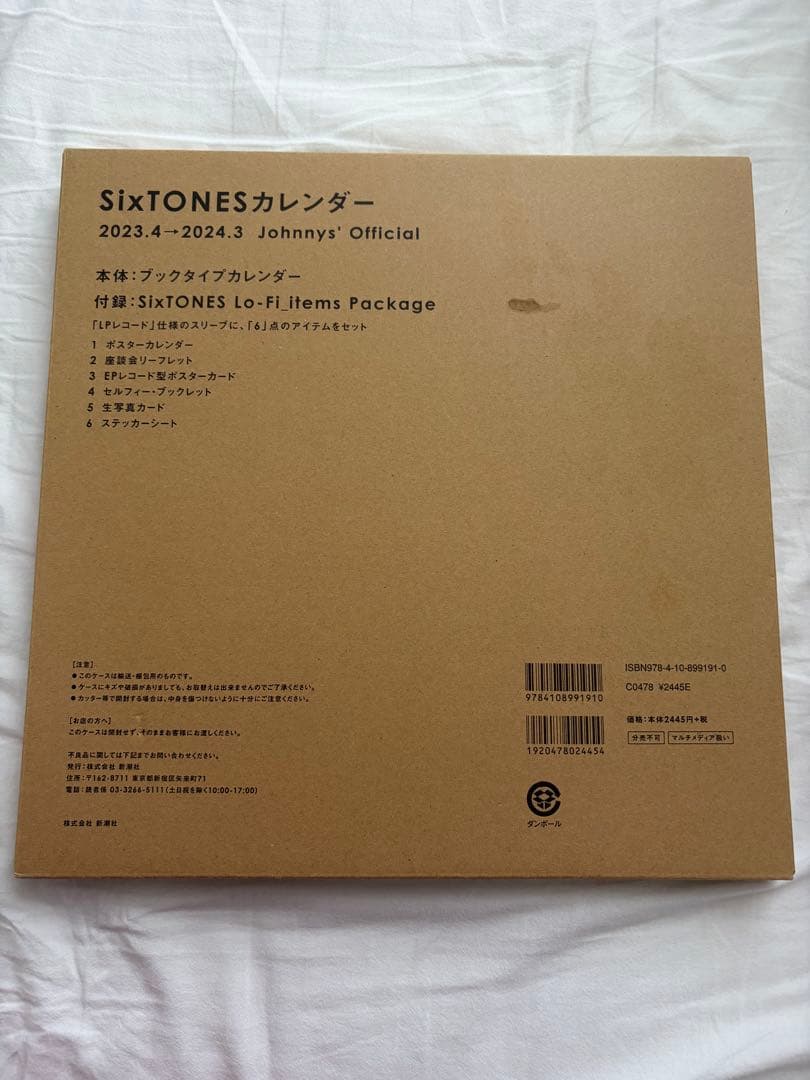 SixTONESカレンダー
2023.4→2024.3 Johnnys' Official
本体：ブックタイプカレンダー
付録：SixTONES Lo-Fi_items Package
「LPレコード」仕様のスリーブに、「6」点のアイテムをセット
1 ポスターカレンダー
2 座談会リーフレット
3 EPレコード型ポスターカード
4 セルフィー・ブックレット
5 生写真カード
6 ステッカーシート
［注意］
●このケースは輸送・梱包用のものです。
●ケースにキズや破損がありましても、お取替えは出来ませんのでご了承ください。
●カッター等で開封する場合は、中身を傷つけないように十分にご注意ください。
［お店の方へ］
このケースは開封せず、そのままお客様にお渡しください。
不良品に関しては下記までお問い合わせください。
発行：株式会社 新潮社
住所：〒162-8711 東京都新宿区矢来町71
電話：読者係 03-3266-5111（土日祝を除く10:00-17:00）
株式会社 新潮社
9784108991910
1920478024454
ISBN978-4-10-899191-0
C0478 ¥2445E
価格：本体2445円+税
分売不可 マルチメディア扱い
ダンボール